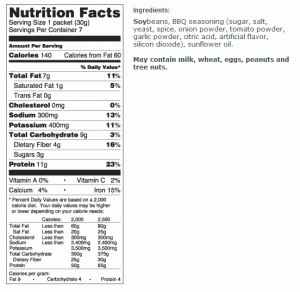 Nutrition Facts
Serving Size 1 packet (30g)
Servings Per Container 7
Amount Per Serving
Calories 140 Calories from Fat 60
% Daily Value*
Total Fat 7g 11%
Saturated Fat 1g 5%
Trans Fat 0g
Cholesterol 0mg 0%
Sodium 300mg 13%
Potassium 400mg 11%
Total Carbohydrate 9g 3%
Dietary Fiber 4g 16%
Sugars 3g
Protein 11g 23%
Vitamin A 0% • Vitamin C 2%
Calcium 4% • Iron 15%
* Percent Daily Values are based on a 2,000
calorie diet. Your daily values may be higher
or lower depending on your calorie needs:
Calories: 2,000 2,500
Total Fat Less than 65g 80g
Sat Fat Less than 20g 25g
Cholesterol Less than 300mg 300mg
Sodium Less than 2,400mg 2,400mg
Potassium 3,500mg 3,500mg
Total Carbohydrate 300g 375g
Dietary Fiber 25g 30g
Protein 50g 65g
Calories per gram:
Fat 9 • Carbohydrate 4 • Protein 4
Ingredients:
Soybeans, BBQ seasoning (sugar, salt,
yeast, spice, onion powder, tomato powder,
garlic powder, citric acid, artificial flavor,
silicon dioxide), sunflower oil.
May contain milk, wheat, eggs, peanuts and
tree nuts.